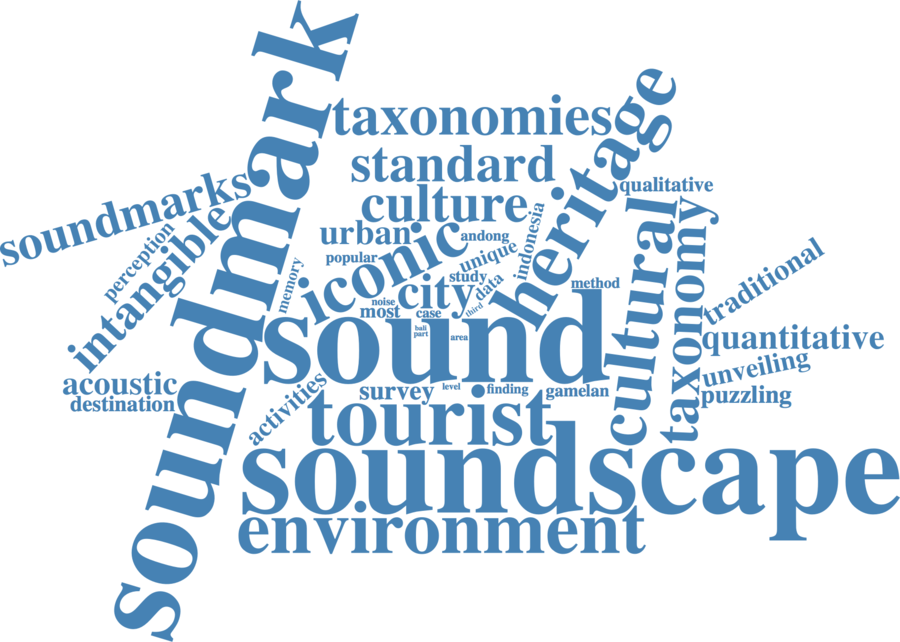 soundmark
taxonomies
heritage
standard
soundmarks
qualitative
culture
intangible
cultural
taxonomy
indonesia
urban
iconic
andong
perception
popular
unique
memory
study
traditional
data
city
method
noise
most
case
third
sound
bali
part
area
quantitative
unveiling
acoustic
destination
activities
survey
level
finding
gamelan
puzzling
tourist
soundscape
environment